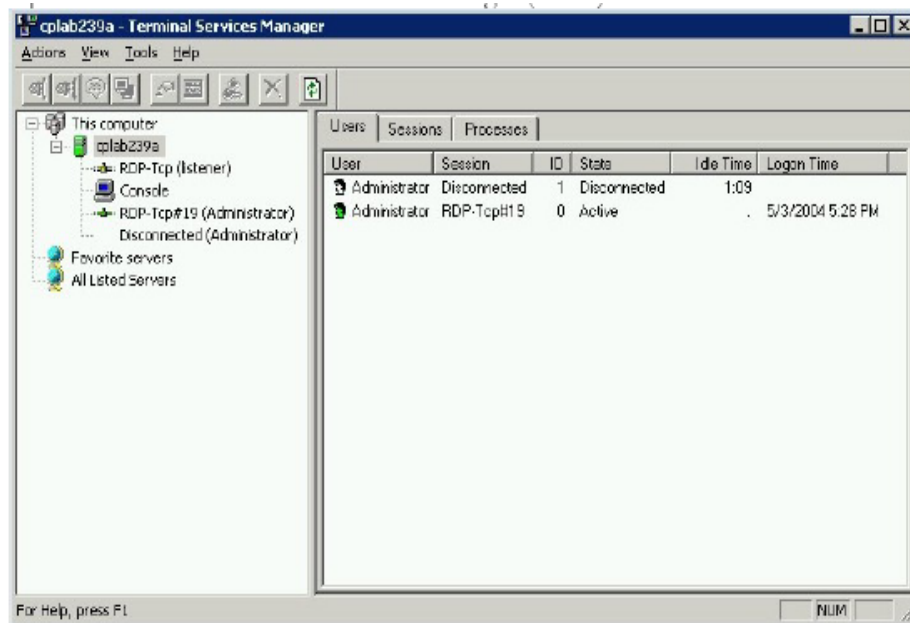 cplab239a - Terminal Services Manager
Actions View Tools Help
This computer
cplab239a
RDP-Tcp (listener)
Console
RDP-Tcp#19 (Administrator)
Disconnected (Administrator)
Favorite servers
All Listed Servers
Users Sessions Processes
User Session ID State Idle Time Logon Time
Administrator Disconnected 1 Disconnected 1:09
Administrator RDP-Tcp#19 0 Active . 5/3/2004 5:28 PM
For Help, press F1 NUM